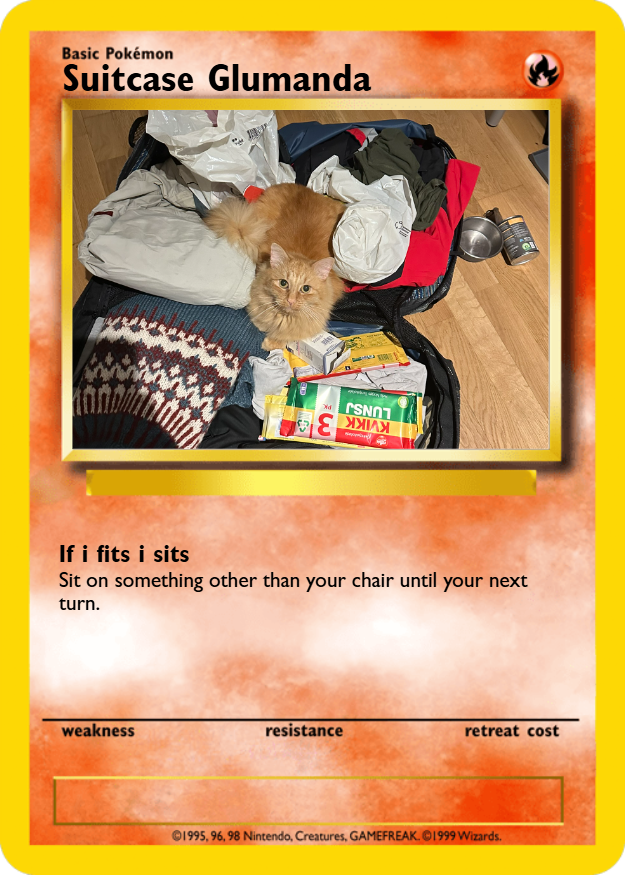 Basic Pokémon
Suitcase Glumanda
KVIKK
LUNSJ
3
PK
If i fits i sits
Sit on something other than your chair until your next
turn.
weakness
resistance
retreat cost
©1995, 96, 98 Nintendo, Creatures, GAMEFREAK. ©1999 Wizards.